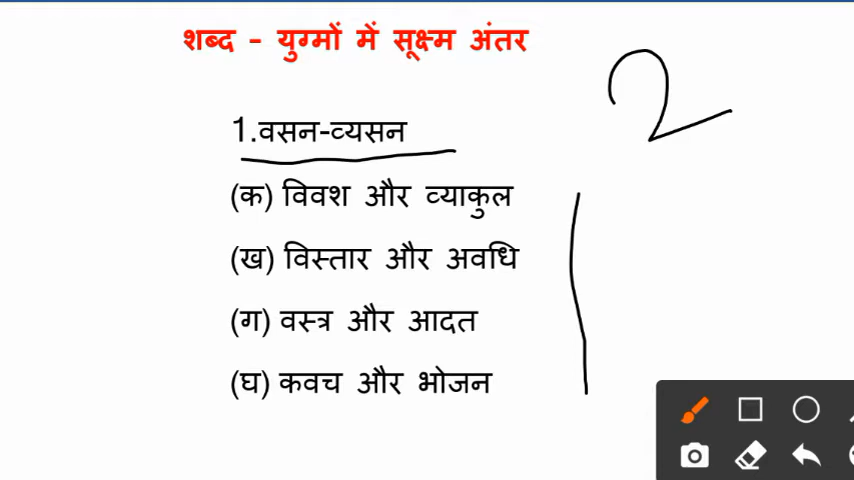 शब्द - युग्मों में सूक्ष्म अंतर
2
1.वसन-व्यसन
(क) विवश और व्याकुल
(ख) विस्तार और अवधि
(ग) वस्त्र और आदत
(घ) कवच और भोजन